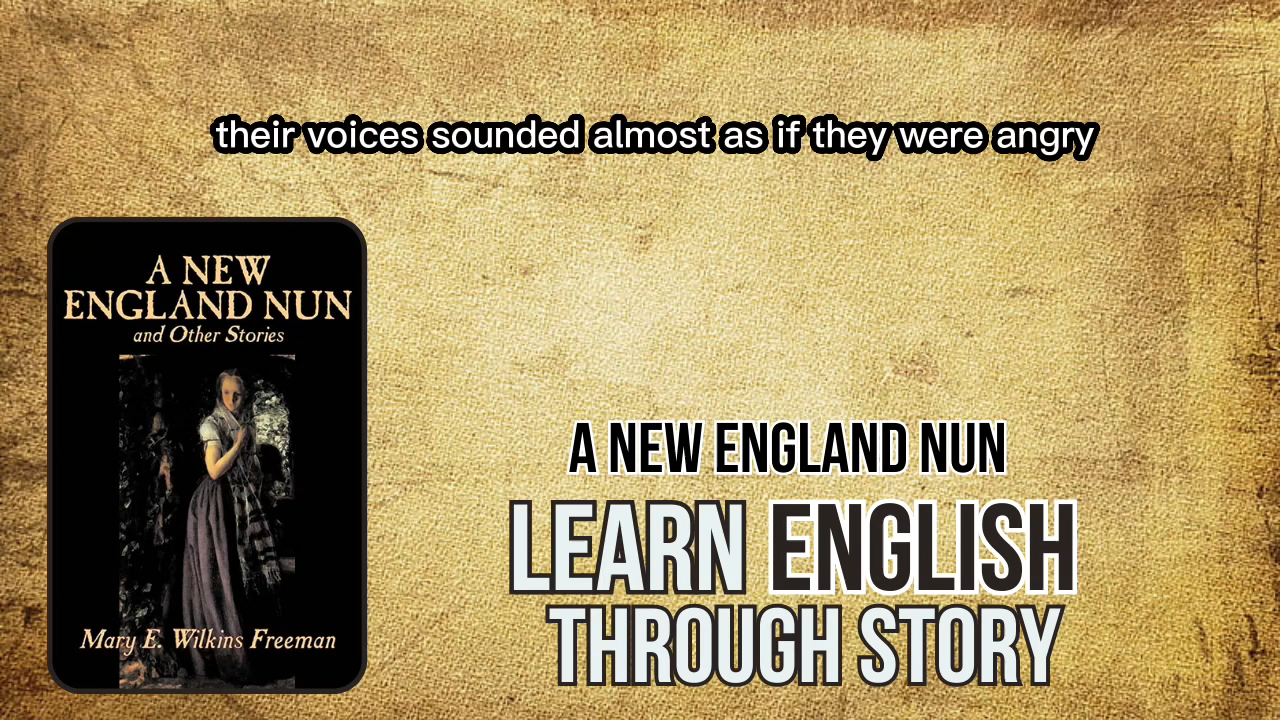 their voices sounded almost as if they were angry
A NEW
ENGLAND NUN
and Other Stories
Mary E. Wilkins Freeman
A NEW ENGLAND NUN
LEARN ENGLISH
THROUGH STORY